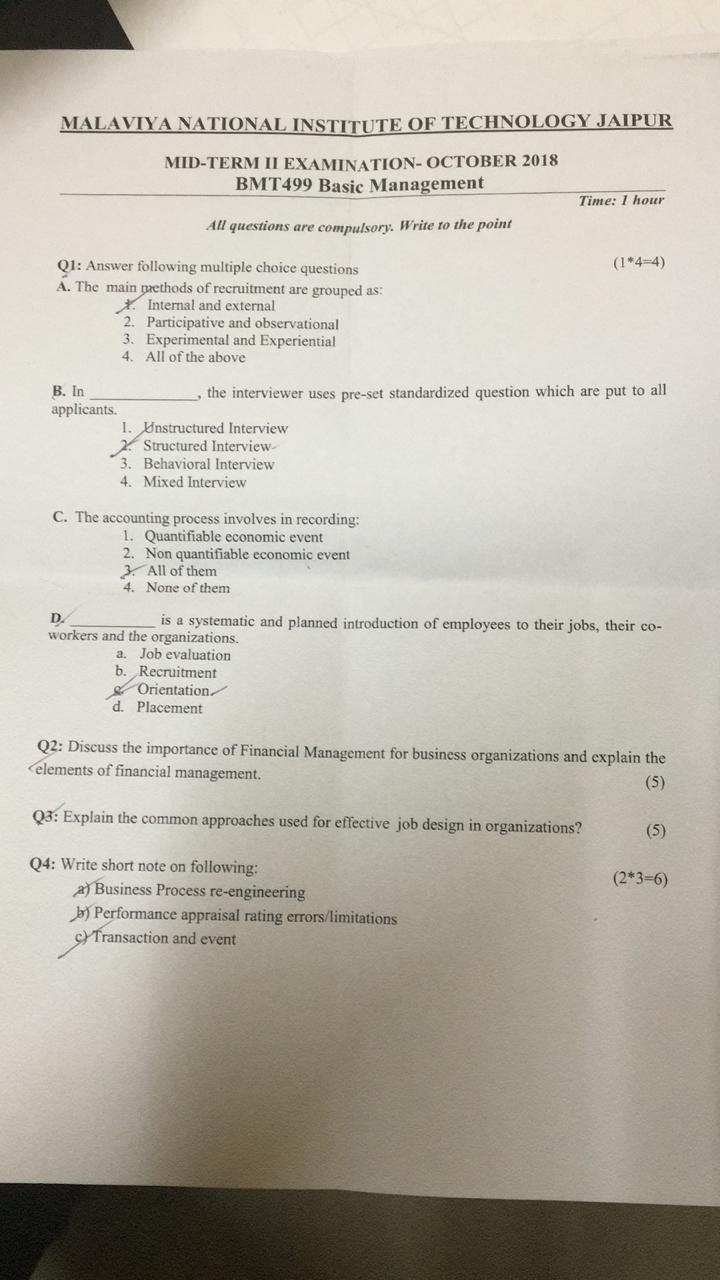 MALAVIYA NATIONAL INSTITUTE OF TECHNOLOGY JAIPUR
MID-TERM II EXAMINATION- OCTOBER 2018
BMT499 Basic Management
Time: 1 hour
All questions are compulsory. Write to the point
Q1: Answer following multiple choice questions (1*4=4)
A. The main methods of recruitment are grouped as:
1. Internal and external
2. Participative and observational
3. Experimental and Experiential
4. All of the above
B. In ____________, the interviewer uses pre-set standardized question which are put to all
applicants.
1. Unstructured Interview
2. Structured Interview
3. Behavioral Interview
4. Mixed Interview
C. The accounting process involves in recording:
1. Quantifiable economic event
2. Non quantifiable economic event
3. All of them
4. None of them
D. _________ is a systematic and planned introduction of employees to their jobs, their co-
workers and the organizations.
a. Job evaluation
b. Recruitment
c. Orientation
d. Placement
Q2: Discuss the importance of Financial Management for business organizations and explain the
elements of financial management. (5)
Q3: Explain the common approaches used for effective job design in organizations? (5)
Q4: Write short note on following: (2*3=6)
a) Business Process re-engineering
b) Performance appraisal rating errors/limitations
c) Transaction and event